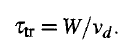 τ_tr = W/v_d.